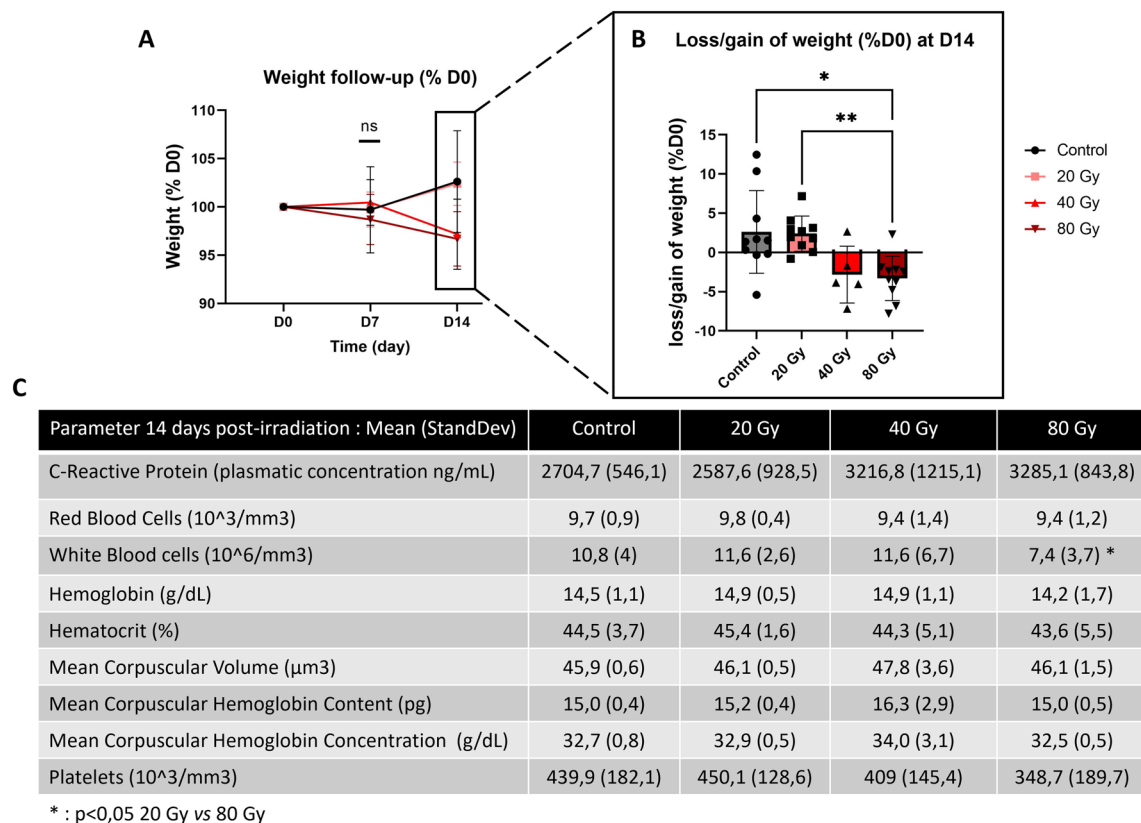 A
Weight follow-up (% D0)
Weight (% D0)
110
105
100
95
90
ns
D0 D7 D14
Time (day)
B Loss/gain of weight (%D0) at D14
*
**
loss/gain of weight (%D0)
15
10
5
0
-5
-10
Control 20 Gy 40 Gy 80 Gy
Control
20 Gy
40 Gy
80 Gy
C
Parameter 14 days post-irradiation : Mean (StandDev) Control 20 Gy 40 Gy 80 Gy
C-Reactive Protein (plasmatic concentration ng/mL) 2704,7 (546,1) 2587,6 (928,5) 3216,8 (1215,1) 3285,1 (843,8)
Red Blood Cells (10^3/mm3) 9,7 (0,9) 9,8 (0,4) 9,4 (1,4) 9,4 (1,2)
White Blood cells (10^6/mm3) 10,8 (4) 11,6 (2,6) 11,6 (6,7) 7,4 (3,7) *
Hemoglobin (g/dL) 14,5 (1,1) 14,9 (0,5) 14,9 (1,1) 14,2 (1,7)
Hematocrit (%) 44,5 (3,7) 45,4 (1,6) 44,3 (5,1) 43,6 (5,5)
Mean Corpuscular Volume (µm3) 45,9 (0,6) 46,1 (0,5) 47,8 (3,6) 46,1 (1,5)
Mean Corpuscular Hemoglobin Content (pg) 15,0 (0,4) 15,2 (0,4) 16,3 (2,9) 15,0 (0,5)
Mean Corpuscular Hemoglobin Concentration (g/dL) 32,7 (0,8) 32,9 (0,5) 34,0 (3,1) 32,5 (0,5)
Platelets (10^3/mm3) 439,9 (182,1) 450,1 (128,6) 409 (145,4) 348,7 (189,7)
* : p<0,05 20 Gy vs 80 Gy